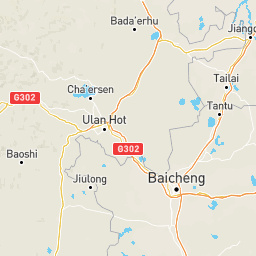 Bada'erhu
Jiango
Tailai
Cha'ersen
G302
Tantu
Ulan Hot
G302
Baoshi
Jiulong
Baicheng